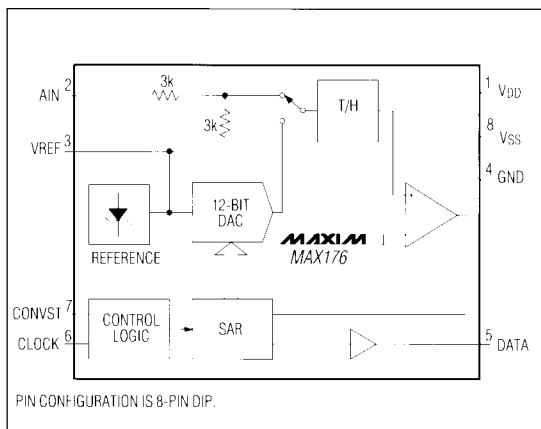 3k
AIN 2
1 VDD
T/H
3k
8 VSS
VREF 3
4 GND
12-BIT
DAC
+
MAXIM
MAX176
REFERENCE
CONVST 7
CONTROL
LOGIC
SAR
CLOCK 6
5 DATA
PIN CONFIGURATION IS 8-PIN DIP.